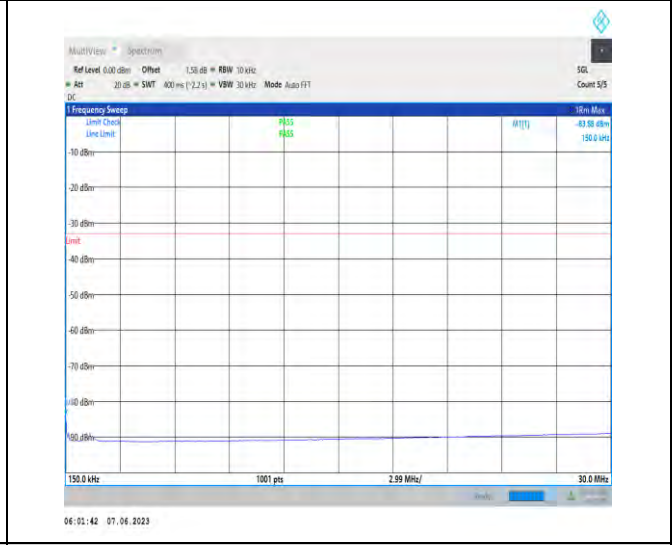 MultiView Spectrum
Ref Level 0.00 dBm Offset 1.58 dB RBW 10 kHz SGL
Att 20 dB SWT 400 ms (~2.2 s) VBW 30 kHz Mode Auto FFT Count 5/5
DC
1 Frequency Sweep 1Rm Max
Limit Check PASS M1[1] -83.58 dBm
Line Limit PASS 150.0 kHz
-10 dBm
-20 dBm
-30 dBm
Limit
-40 dBm
-50 dBm
-60 dBm
-70 dBm
-80 dBm
-90 dBm
150.0 kHz 1001 pts 2.99 MHz/ 30.0 MHz
06:01:42 07.06.2023